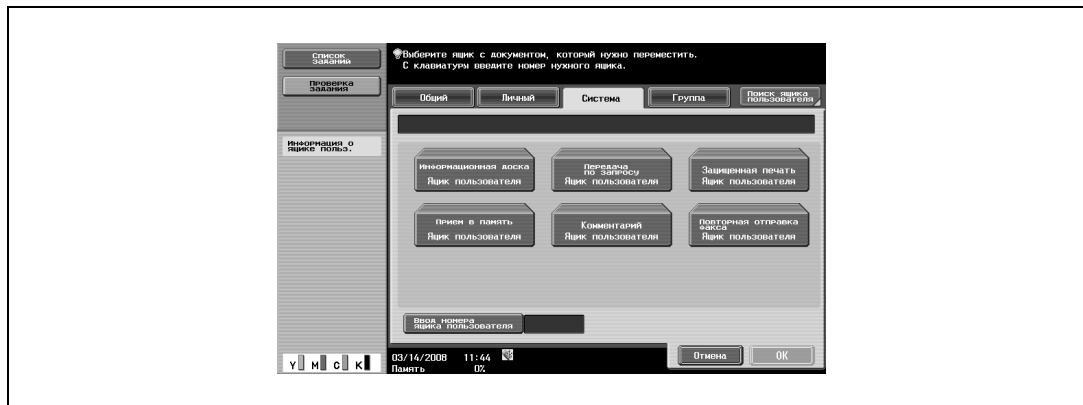 Список
заданий
Проверка
задания
Информация о
ящике польз.
Выберите ящик с документом, который нужно переместить.
С клавиатуры введите номер нужного ящика.
Общий
Личный
Система
Группа
Поиск ящика
пользователя
Информационная доска
Ящик пользователя
Передача
по запросу
Ящик пользователя
Защищенная печать
Ящик пользователя
Прием в память
Ящик пользователя
Комментарий
Ящик пользователя
Повторная отправка
факса
Ящик пользователя
Ввод номера
ящика пользователя
Y M C K
03/14/2008 11:44
Память 0%
Отмена
OK